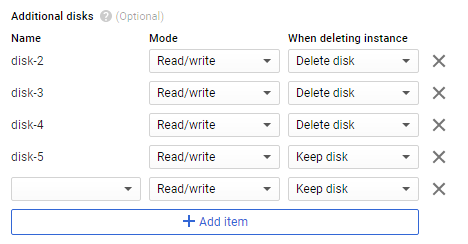 Additional disks ? (Optional)
Name Mode When deleting instance
disk-2 Read/write Delete disk
disk-3 Read/write Delete disk
disk-4 Read/write Delete disk
disk-5 Read/write Keep disk
Read/write Keep disk
+ Add item